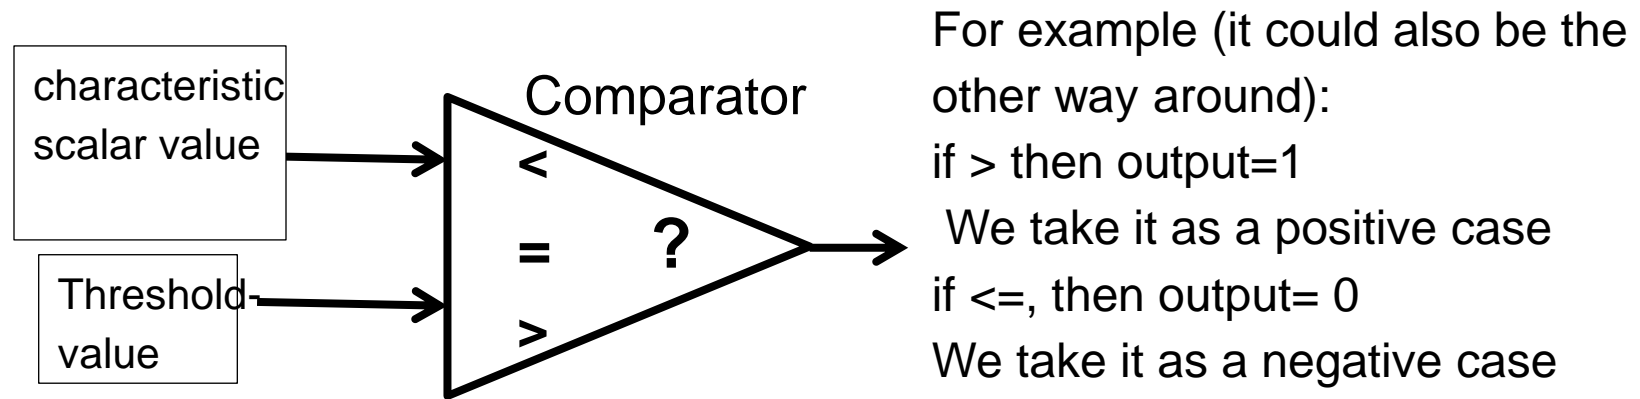 characteristic
scalar value
Threshold-
value
Comparator
<
=
>
?
For example (it could also be the
other way around):
if > then output=1
We take it as a positive case
if <=, then output= 0
We take it as a negative case